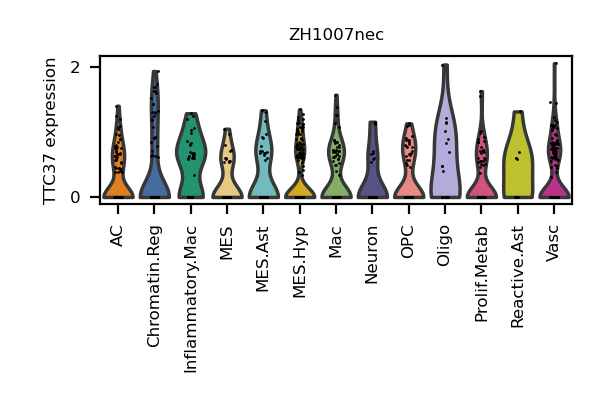 ZH1007nec
TTC37 expression
2
0
AC
Chromatin.Reg
Inflammatory.Mac
MES
MES.Ast
MES.Hyp
Mac
Neuron
OPC
Oligo
Prolif.Metab
Reactive.Ast
Vasc